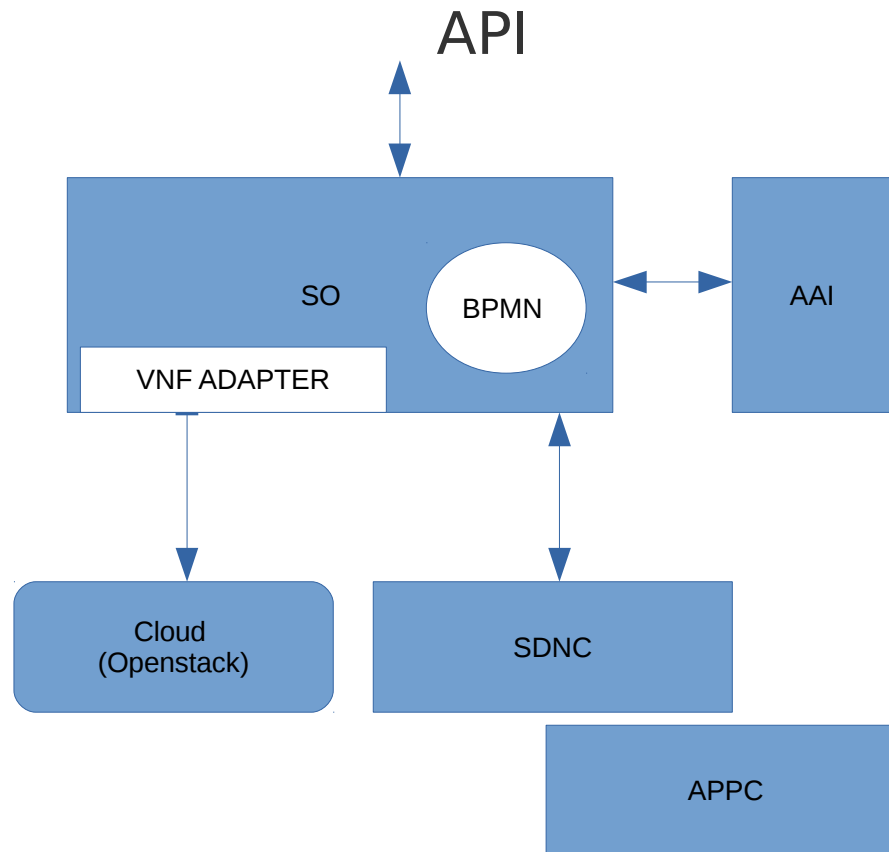 API
SO
BPMN
AAI
VNF ADAPTER
Cloud
(Openstack)
SDNC
APPC